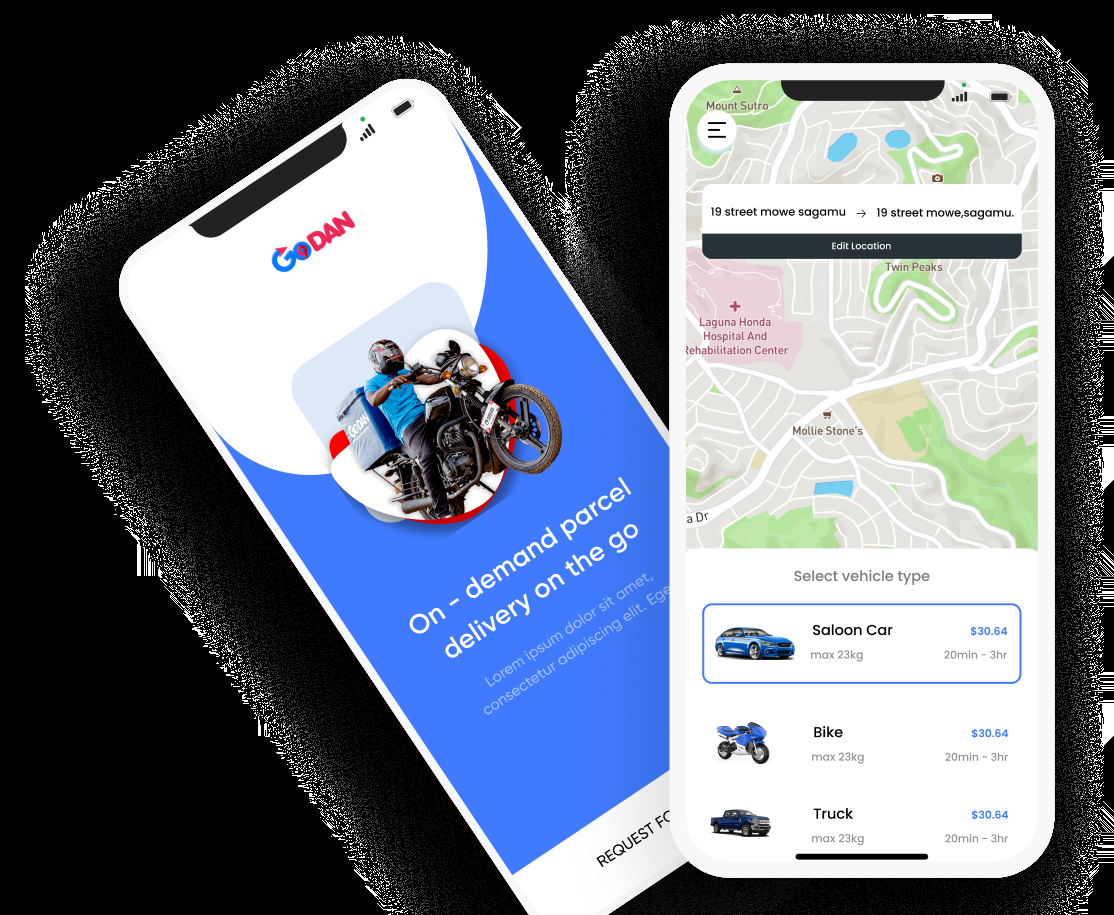 GODAN
GODAN
On - demand parcel
delivery on the go
Lorem ipsum dolor sit amet,
consectetur adipiscing elit. Ege
REQUEST FO
Mount Sutro
19 street mowe sagamu → 19 street mowe,sagamu.
Edit Location
Twin Peaks
Laguna Honda
Hospital And
Rehabilitation Center
Mollie Stone's
a Dr
Select vehicle type
Saloon Car $30.64
max 23kg 20min - 3hr
Bike $30.64
max 23kg 20min - 3hr
Truck $30.64
max 23kg 20min - 3hr